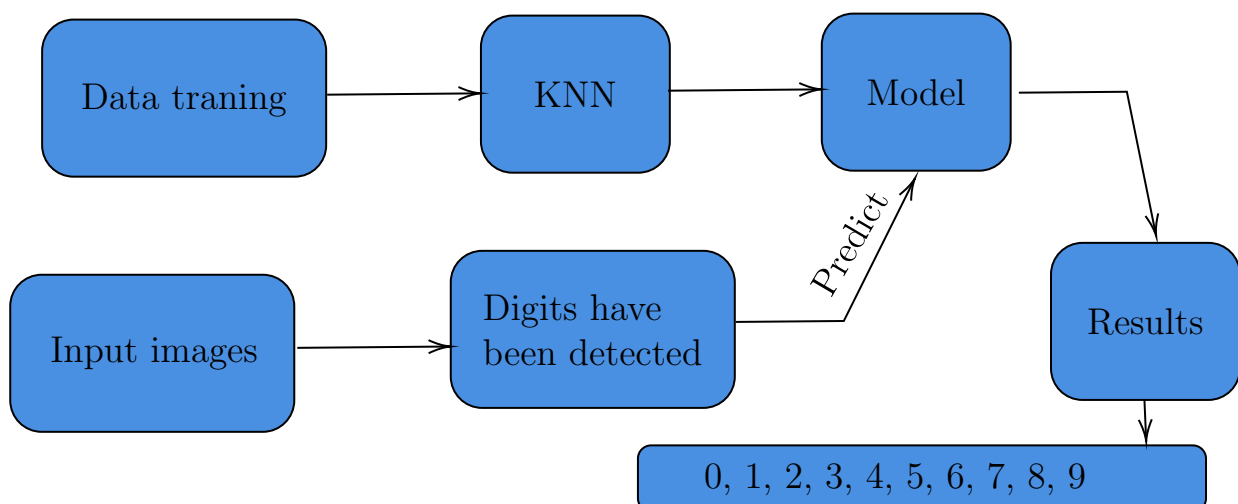 Data traning
KNN
Model
Predict
Input images
Digits have
been detected
Results
0, 1, 2, 3, 4, 5, 6, 7, 8, 9